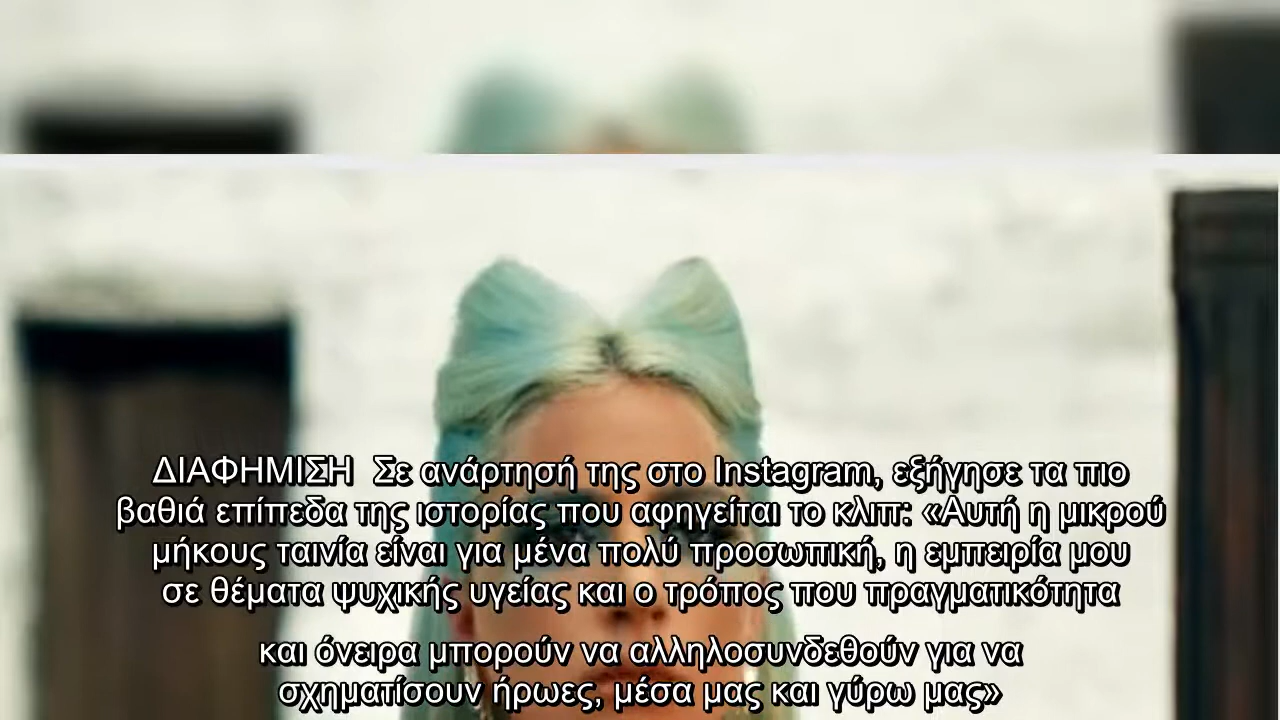 ΔΙΑΦΗΜΙΣΗ  Σε ανάρτησή της στο Instagram, εξήγησε τα πιο
βαθιά επίπεδα της ιστορίας που αφηγείται το κλιπ: «Αυτή η μικρού
μήκους ταινία είναι για μένα πολύ προσωπική, η εμπειρία μου
σε θέματα ψυχικής υγείας και ο τρόπος που πραγματικότητα
και όνειρα μπορούν να αλληλοσυνδεθούν για να
σχηματίσουν ήρωες, μέσα μας και γύρω μας»